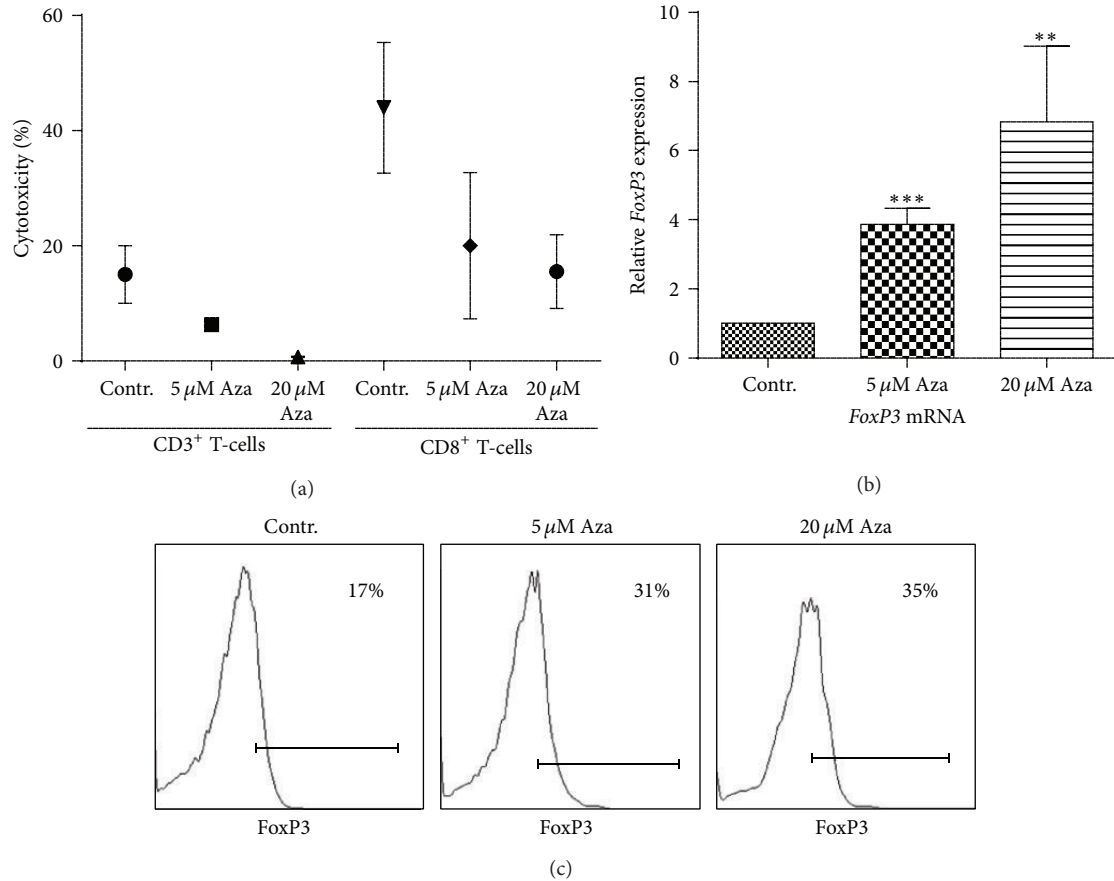 60
40
20
0
Cytotoxicity (%)
Contr.
5 μM Aza
20 μM
Aza
Contr.
5 μM Aza
20 μM
Aza
CD3⁺ T-cells
CD8⁺ T-cells
(a)
10
8
6
4
2
0
Relative FoxP3 expression
***
**
Contr.
5 μM Aza
20 μM Aza
FoxP3 mRNA
(b)
Contr.
5 μM Aza
20 μM Aza
17%
31%
35%
FoxP3
FoxP3
FoxP3
(c)